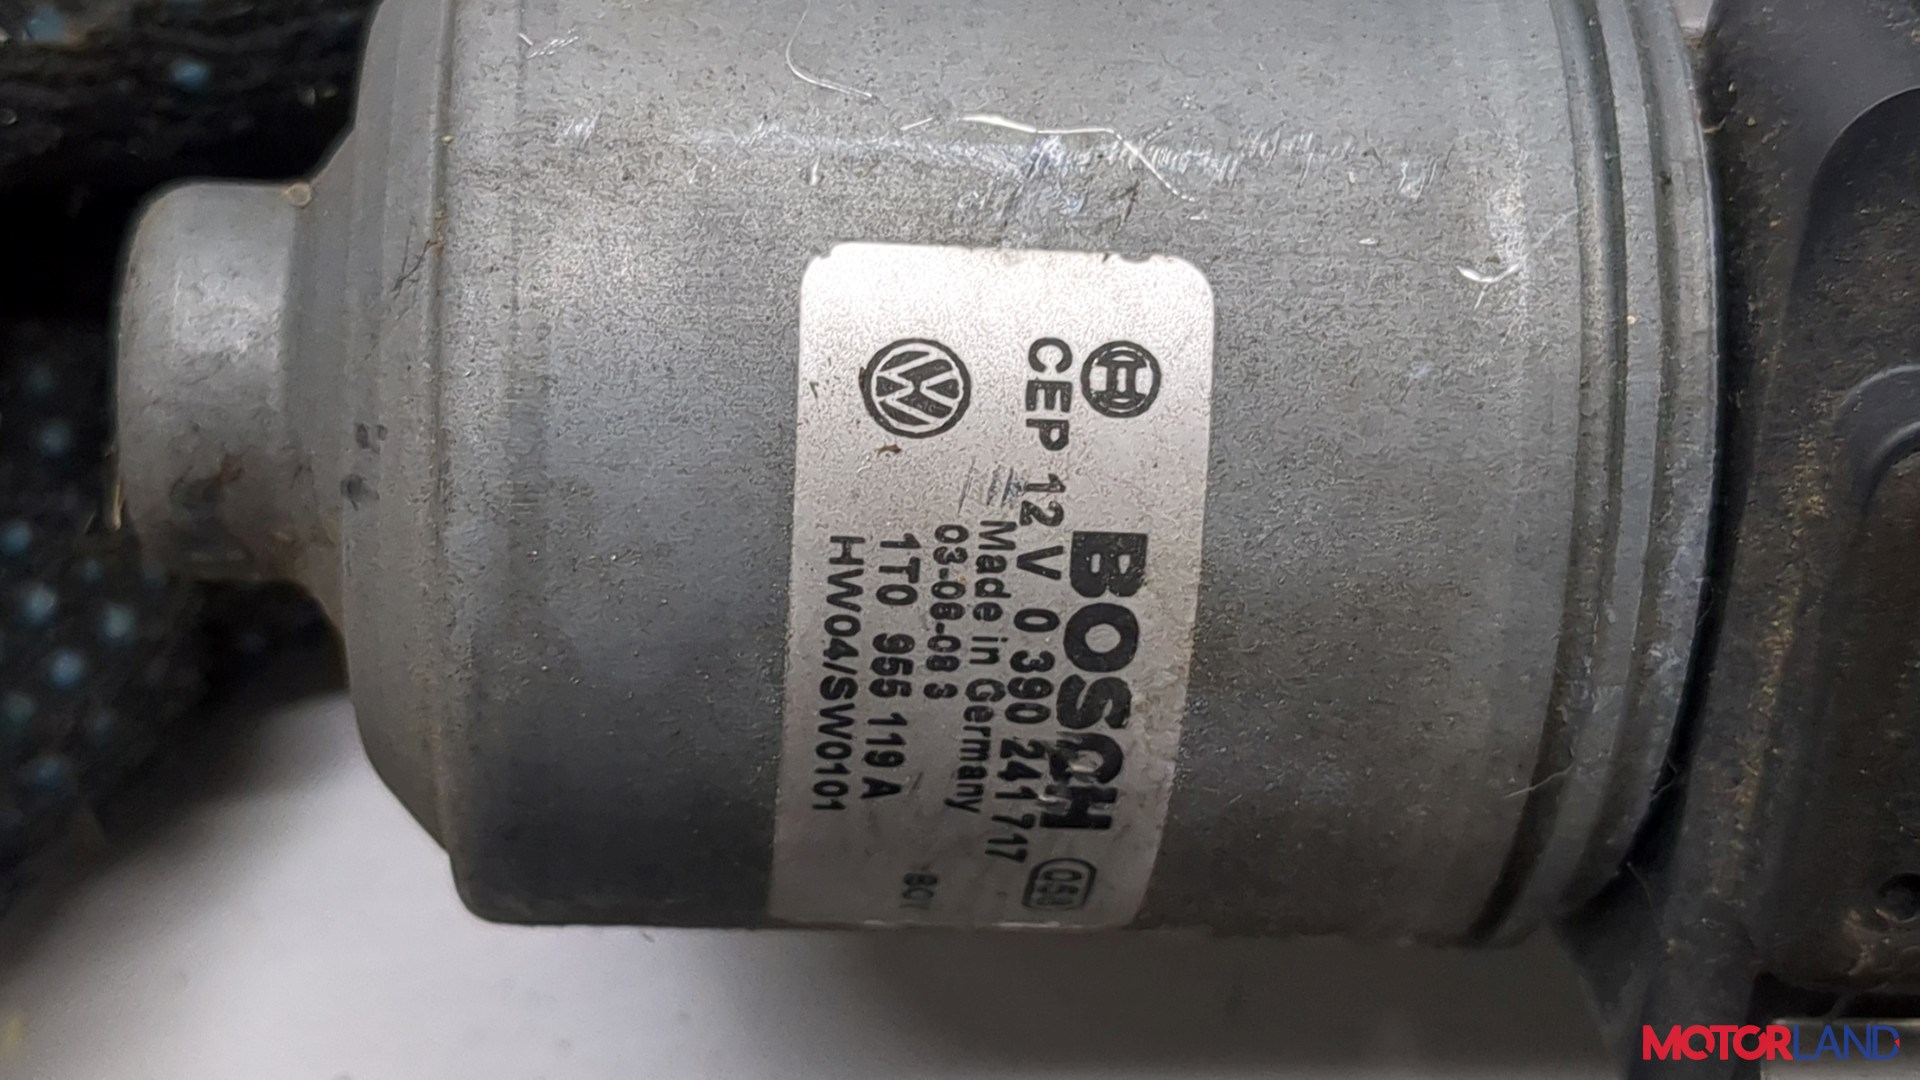 BOSCH
CEP 12 V 0 390 241 717
Made in Germany
03-08-08 3
1T0 955 119 A
HW04/SW0101
MOTORLAND